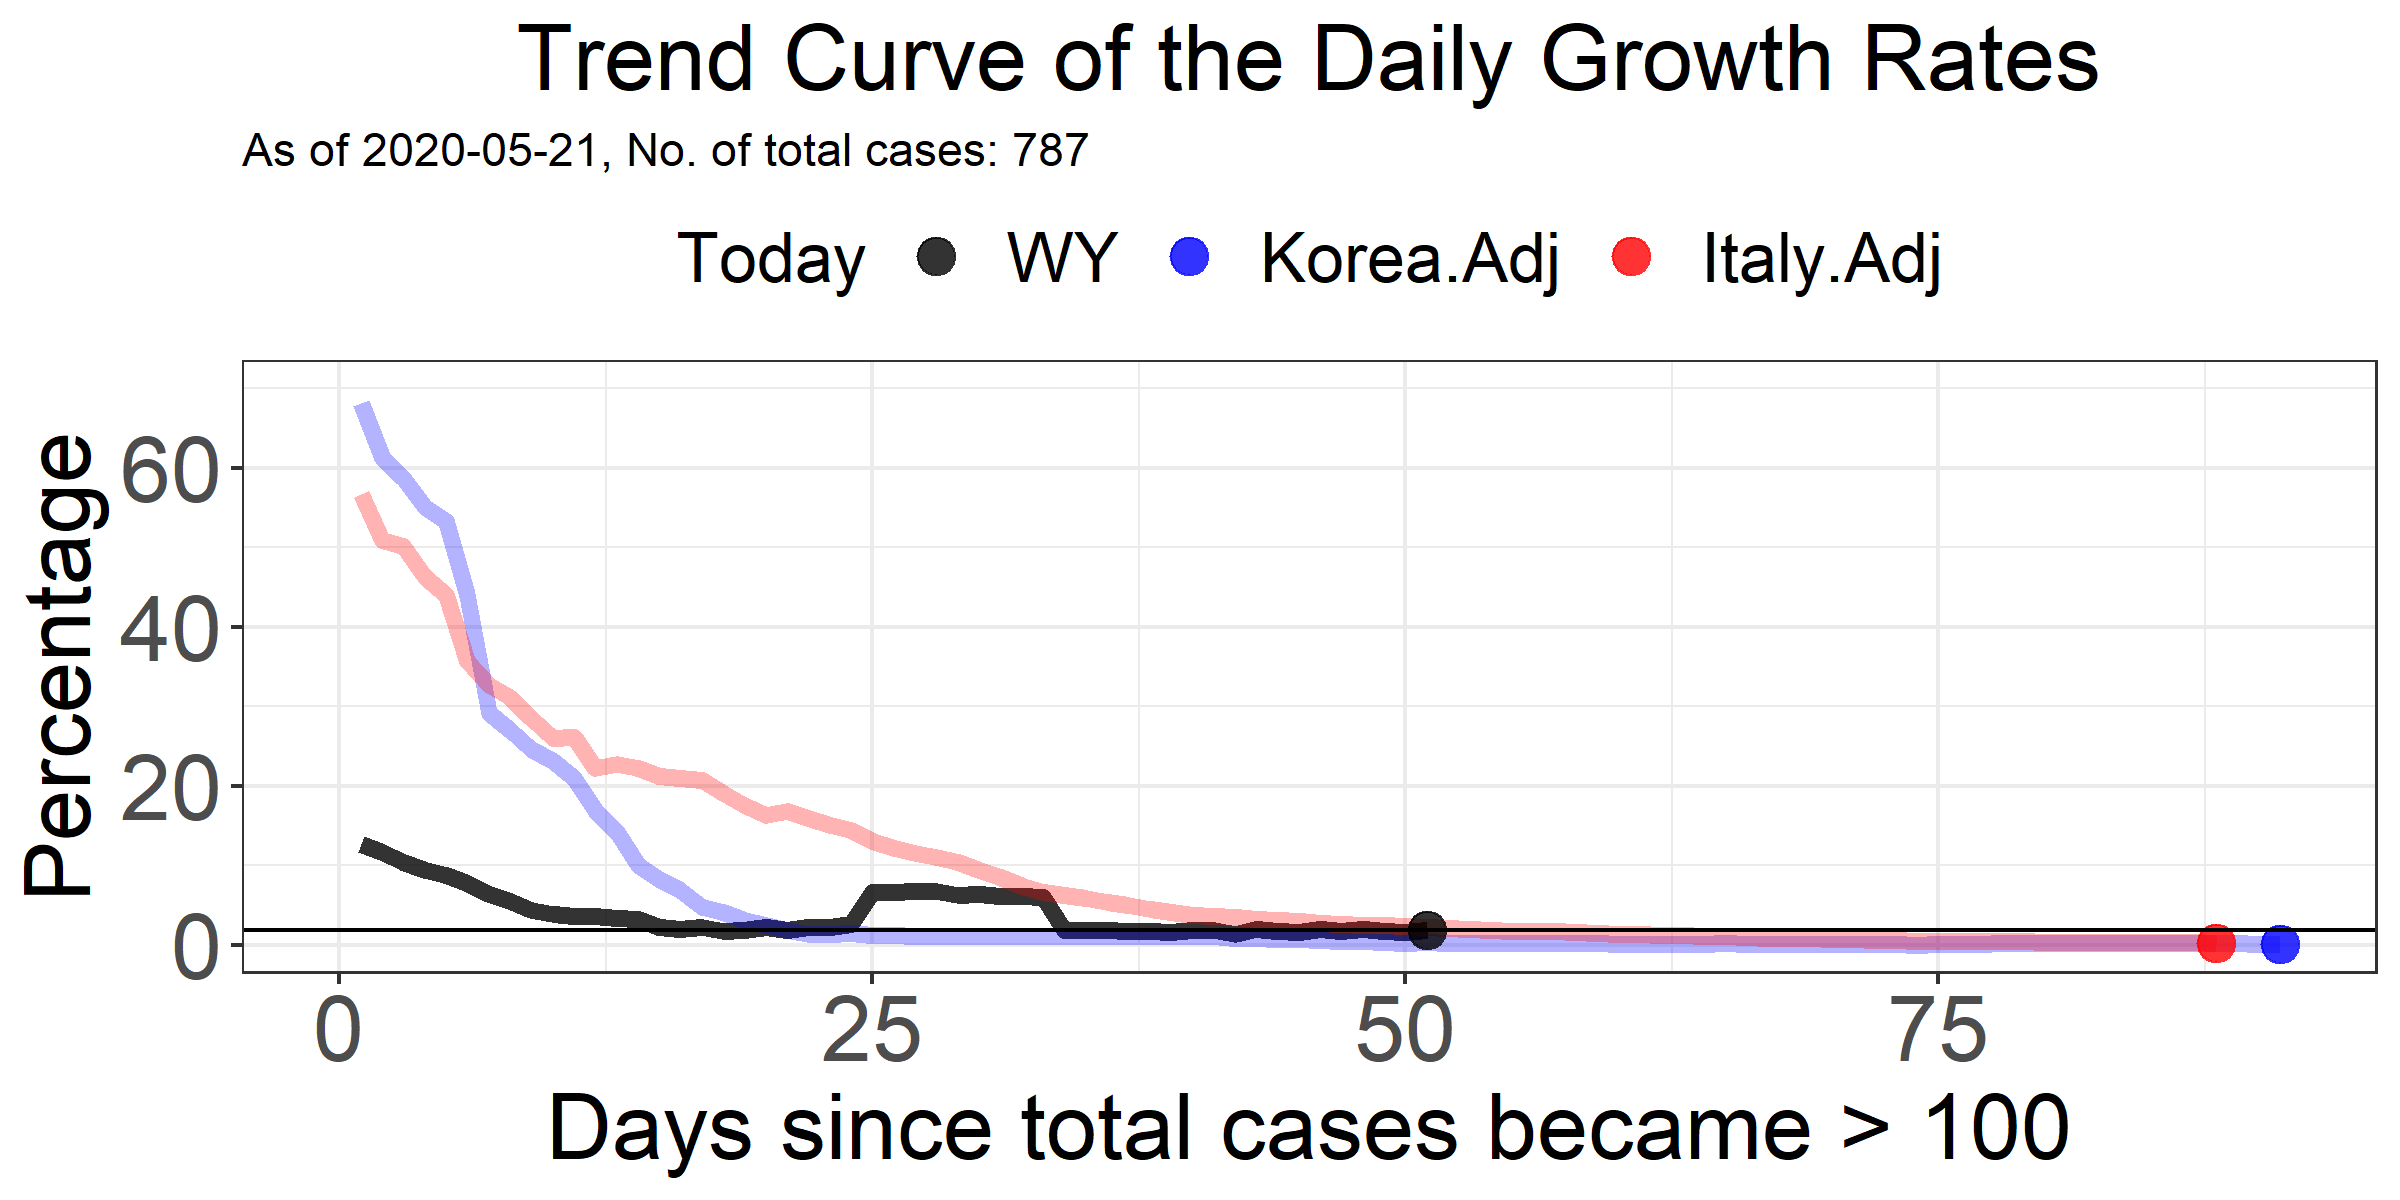 Trend Curve of the Daily Growth Rates
As of 2020-05-21, No. of total cases: 787
Today WY Korea.Adj Italy.Adj
Percentage
60
40
20
0
0 25 50 75
Days since total cases became > 100